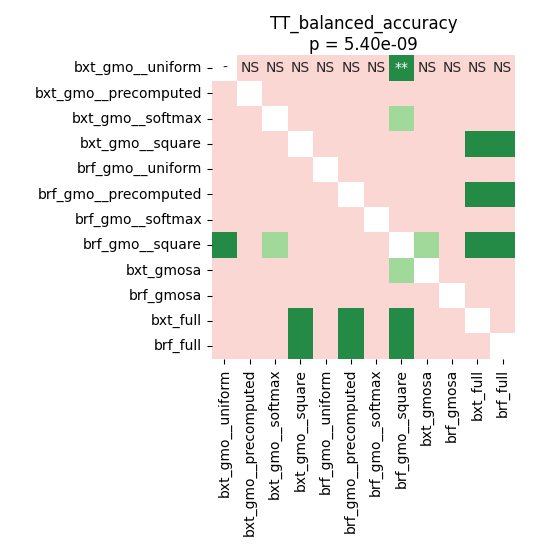 TT_balanced_accuracy
p = 5.40e-09
bxt_gmo__uniform - NS NS NS NS NS NS ** NS NS NS NS
bxt_gmo__precomputed
bxt_gmo__softmax
bxt_gmo__square
brf_gmo__uniform
brf_gmo__precomputed
brf_gmo__softmax
brf_gmo__square
bxt_gmosa
brf_gmosa
bxt_full
brf_full
bxt_gmo__uniform
bxt_gmo__precomputed
bxt_gmo__softmax
bxt_gmo__square
brf_gmo__uniform
brf_gmo__precomputed
brf_gmo__softmax
brf_gmo__square
bxt_gmosa
brf_gmosa
bxt_full
brf_full